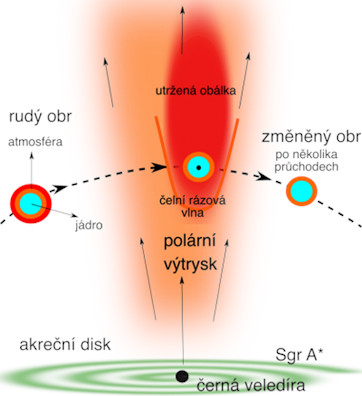 utržená obálka
rudý obr
atmosféra
jádro
změněný obr
po několika
průchodech
čelní rázová
vlna
polární
výtrysk
akreční disk
Sgr A*
černá veledíra